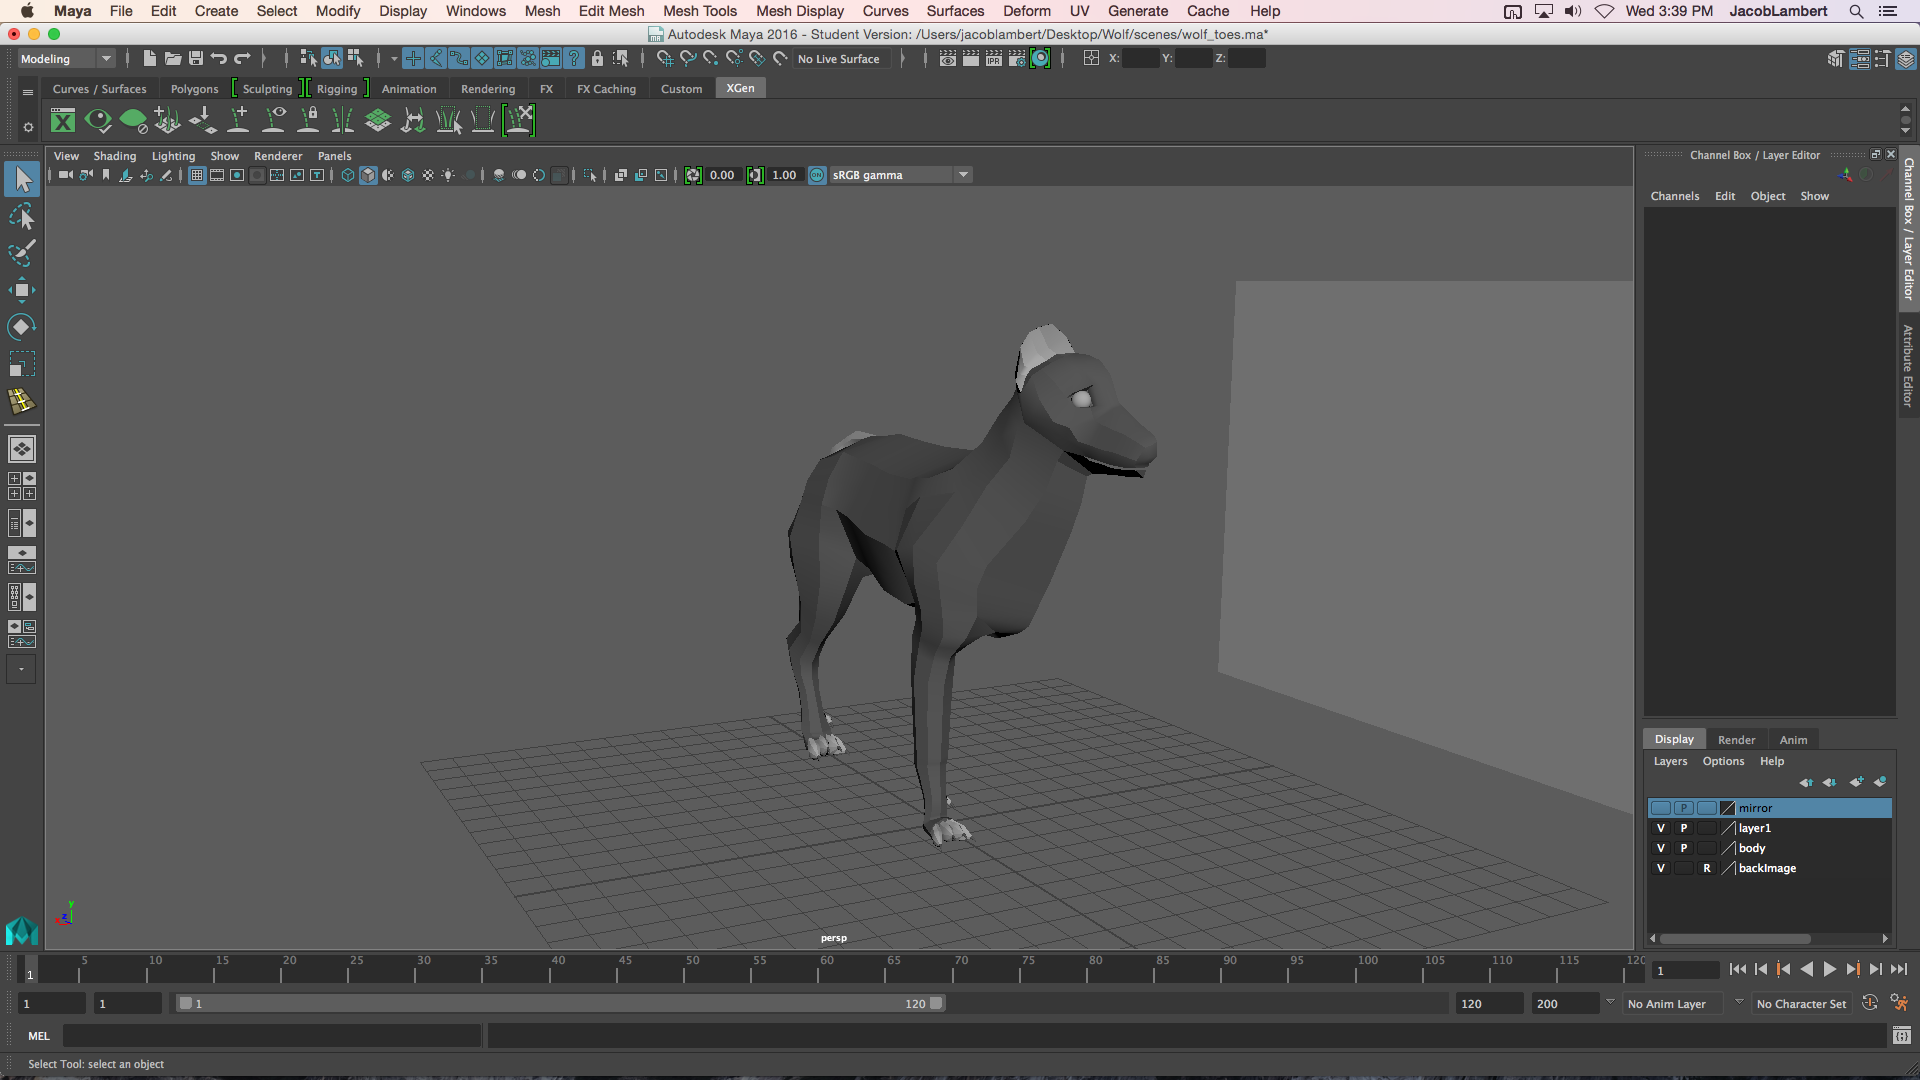 Maya File Edit Create Select Modify Display Windows Mesh Edit Mesh Mesh Tools Mesh Display Curves Surfaces Deform UV Generate Cache Help Wed 3:39 PM JacobLambert
Autodesk Maya 2016 - Student Version: /Users/jacoblambert/Desktop/Wolf/scenes/wolf_toes.ma*
Modeling No Live Surface IPR X: Y: Z:
Curves / Surfaces Polygons Sculpting Rigging Animation Rendering FX FX Caching Custom XGen
View Shading Lighting Show Renderer Panels
0.00 1.00 ON sRGB gamma
Channel Box / Layer Editor
Channels Edit Object Show
Channel Box / Layer Editor
Attribute Editor
Display Render Anim
Layers Options Help
P mirror
V P layer1
V P body
V R backImage
y
z
persp
1 5 10 15 20 25 30 35 40 45 50 55 60 65 70 75 80 85 90 95 100 105 110 115 120
1
1 1 1 120 120 200 No Anim Layer No Character Set
MEL
Select Tool: select an object